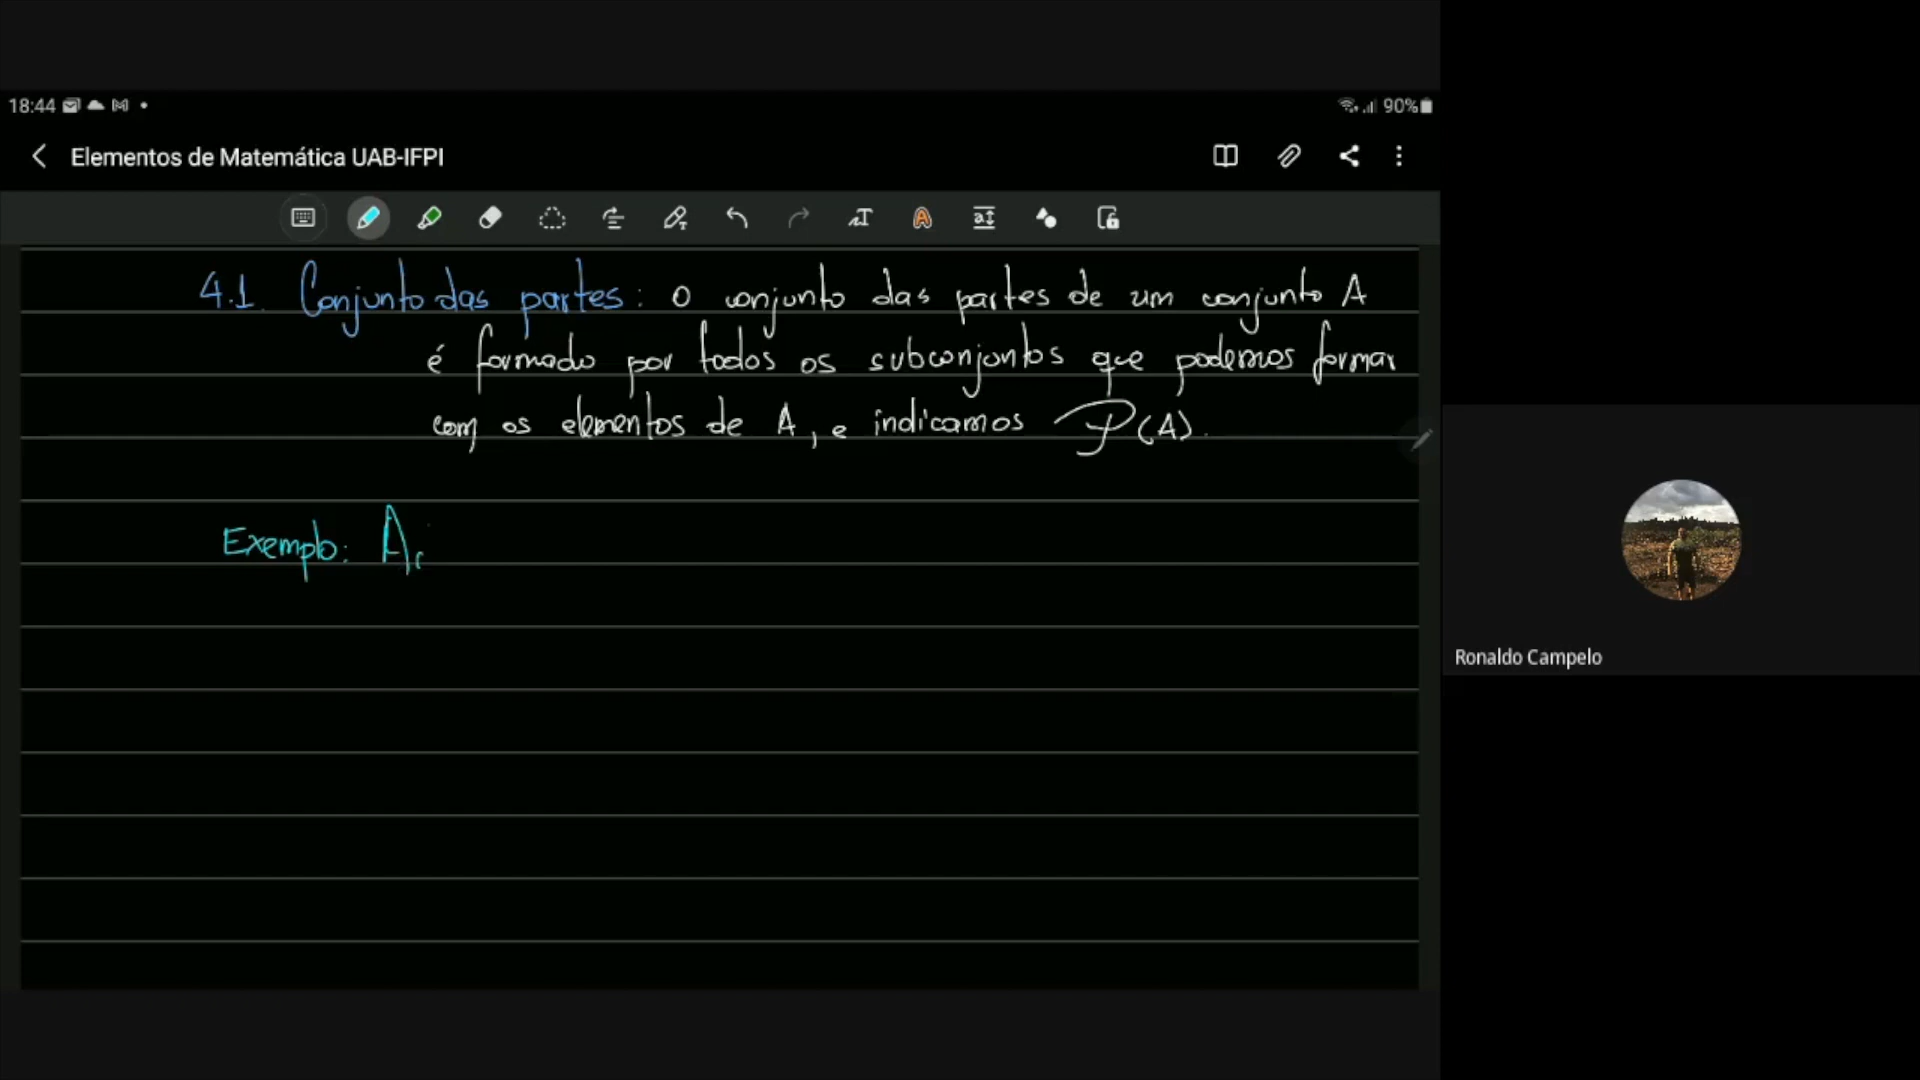 18:44
90%
Elementos de Matemática UAB-IFPI
4.1. Conjunto das partes: O conjunto das partes de um conjunto A
é formado por todos os subconjuntos que podemos formar
com os elementos de A, e indicamos P(A).
Exemplo: A
Ronaldo Campelo